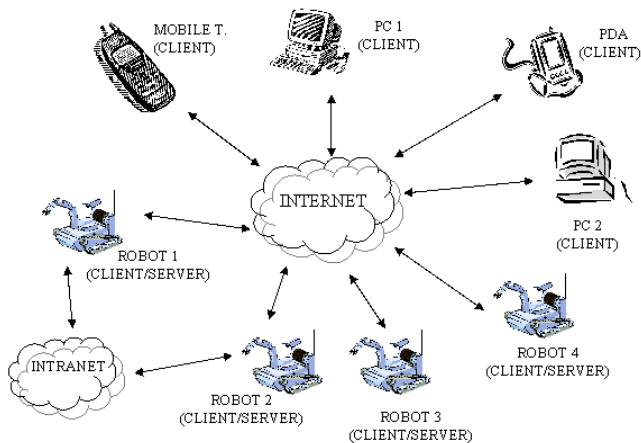 MOBILE T.
(CLIENT)
PC 1
(CLIENT)
PDA
(CLIENT)
INTERNET
PC 2
(CLIENT)
ROBOT 1
(CLIENT/SERVER)
ROBOT 4
(CLIENT/SERVER)
INTRANET
ROBOT 2
(CLIENT/SERVER)
ROBOT 3
(CLIENT/SERVER)